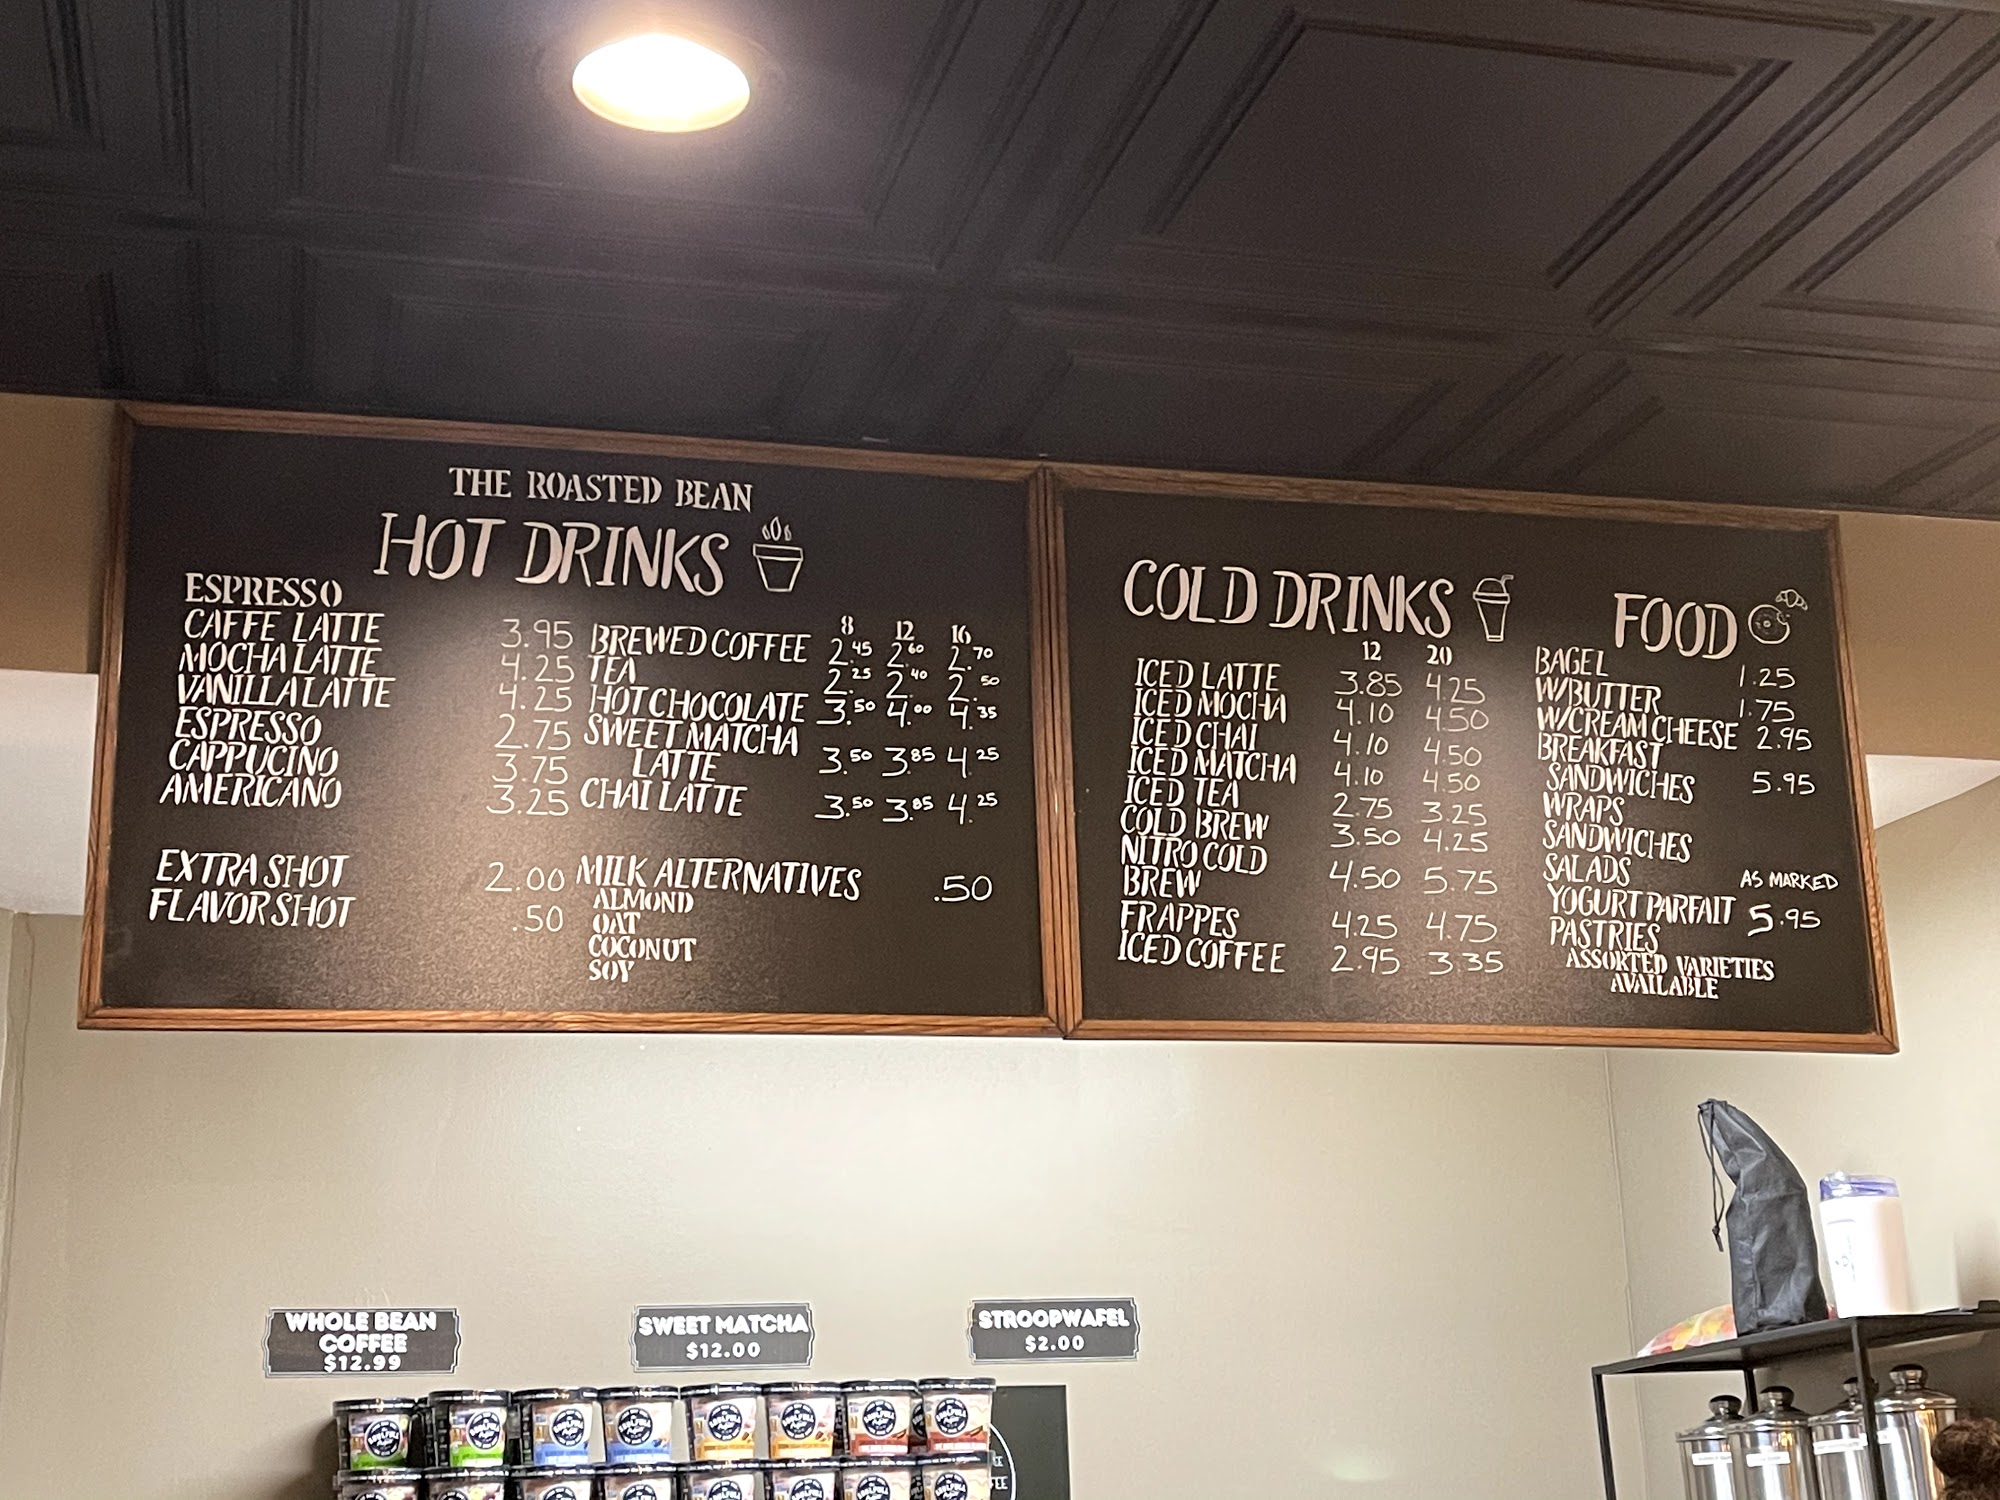 THE ROASTED BEAN
HOT DRINKS
ESPRESSO
CAFFE LATTE 3.95
MOCHA LATTE 4.25
VANILLA LATTE 4.25
ESPRESSO 2.75
CAPPUCINO 3.75
AMERICANO 3.25
EXTRA SHOT 2.00
FLAVOR SHOT .50
8 12 16
BREWED COFFEE 2.45 2.60 2.70
TEA 2.25 2.40 2.50
HOT CHOCOLATE 3.50 4.00 4.35
SWEET MATCHA
LATTE 3.50 3.85 4.25
CHAI LATTE 3.50 3.85 4.25
MILK ALTERNATIVES .50
ALMOND
OAT
COCONUT
SOY
COLD DRINKS
12 20
ICED LATTE 3.85 4.25
ICED MOCHA 4.10 4.50
ICED CHAI 4.10 4.50
ICED MATCHA 4.10 4.50
ICED TEA 2.75 3.25
COLD BREW 3.50 4.25
NITRO COLD
BREW 4.50 5.75
FRAPPES 4.25 4.75
ICED COFFEE 2.95 3.35
FOOD
BAGEL 1.25
W/BUTTER 1.75
W/CREAM CHEESE 2.95
BREAKFAST
SANDWICHES 5.95
WRAPS
SANDWICHES
SALADS AS MARKED
YOGURT PARFAIT 5.95
PASTRIES
ASSORTED VARIETIES
AVAILABLE
WHOLE BEAN
COFFEE
$12.99
SWEET MATCHA
$12.00
STROOPWAFEL
$2.00